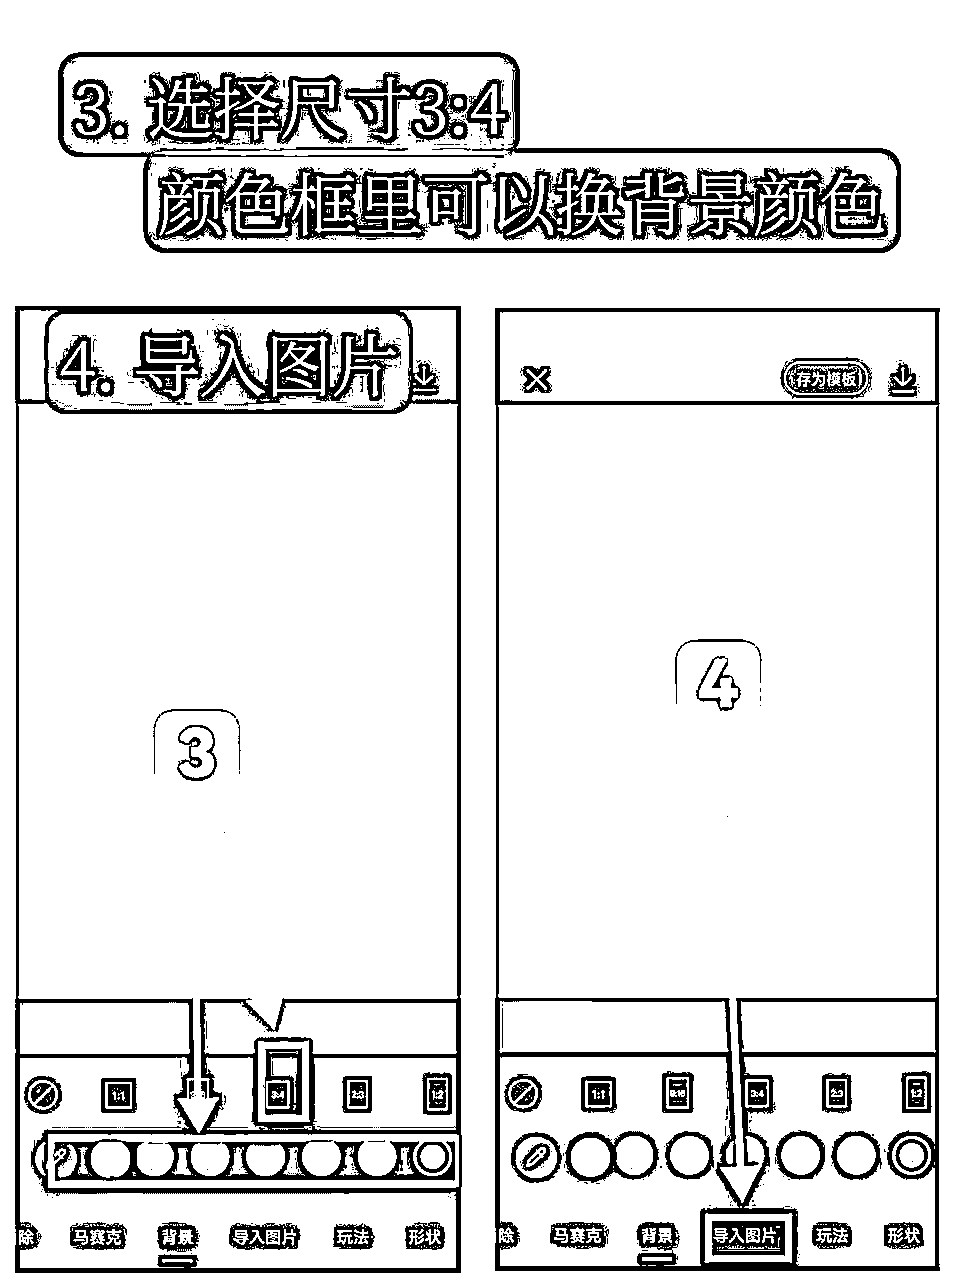 3. 选择尺寸3:4
颜色框里可以换背景颜色
4. 导入图片
3
1:1
3:4
2:3
1:2
除 马赛克 背景 导入图片 玩法 形状
存为模板
4
1:1
9:16
3:4
2:3
1:2
除 马赛克 背景 导入图片 玩法 形状